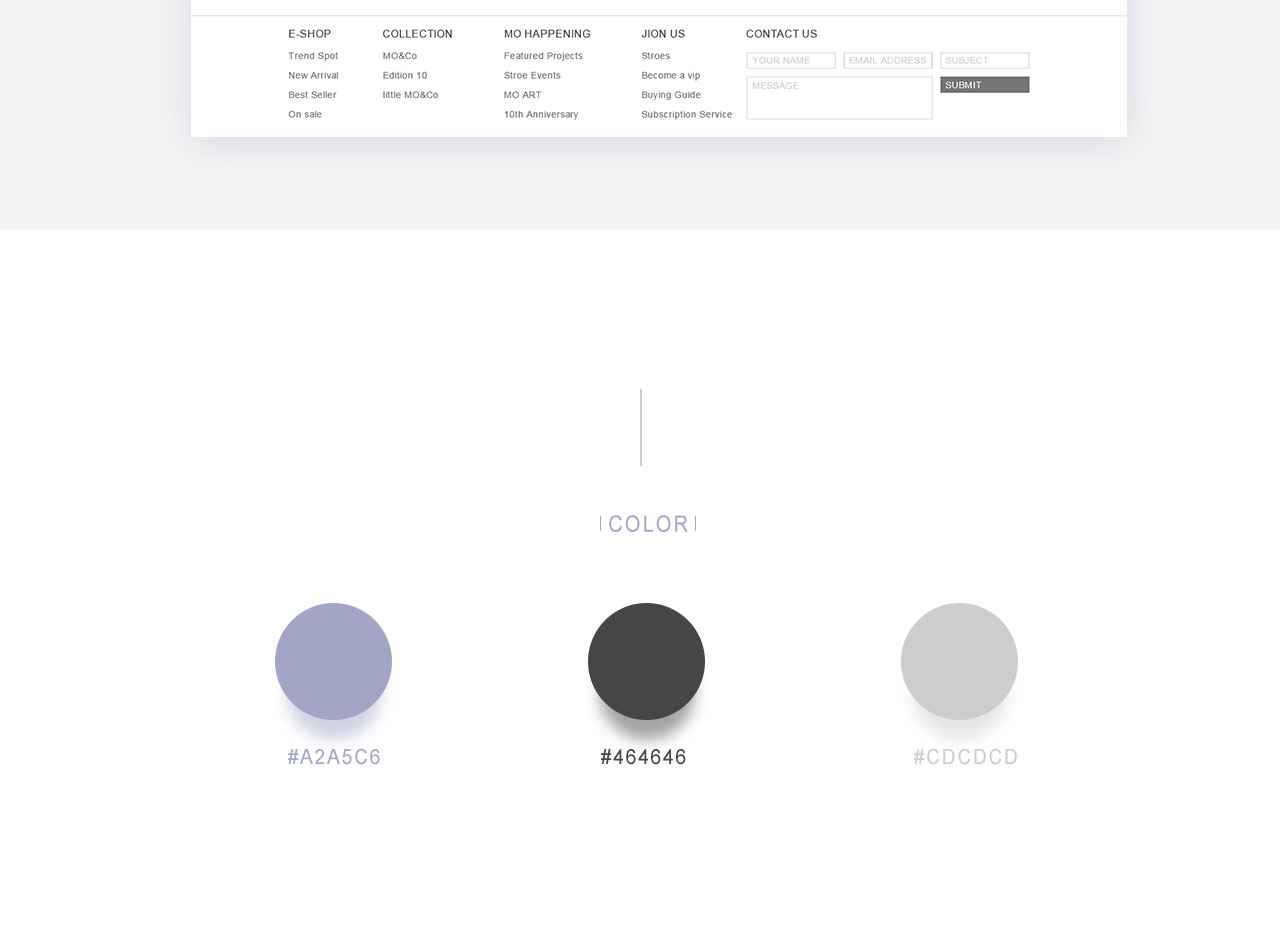 E-SHOP
Trend Spot
New Arrival
Best Seller
On sale
COLLECTION
MO&Co
Edition 10
little MO&Co
MO HAPPENING
Featured Projects
Stroe Events
MO ART
10th Anniversary
JION US
Stroes
Become a vip
Buying Guide
Subscription Service
CONTACT US
YOUR NAME
EMAIL ADDRESS
SUBJECT
MESSAGE
SUBMIT
COLOR
#A2A5C6
#464646
#CDCDCD